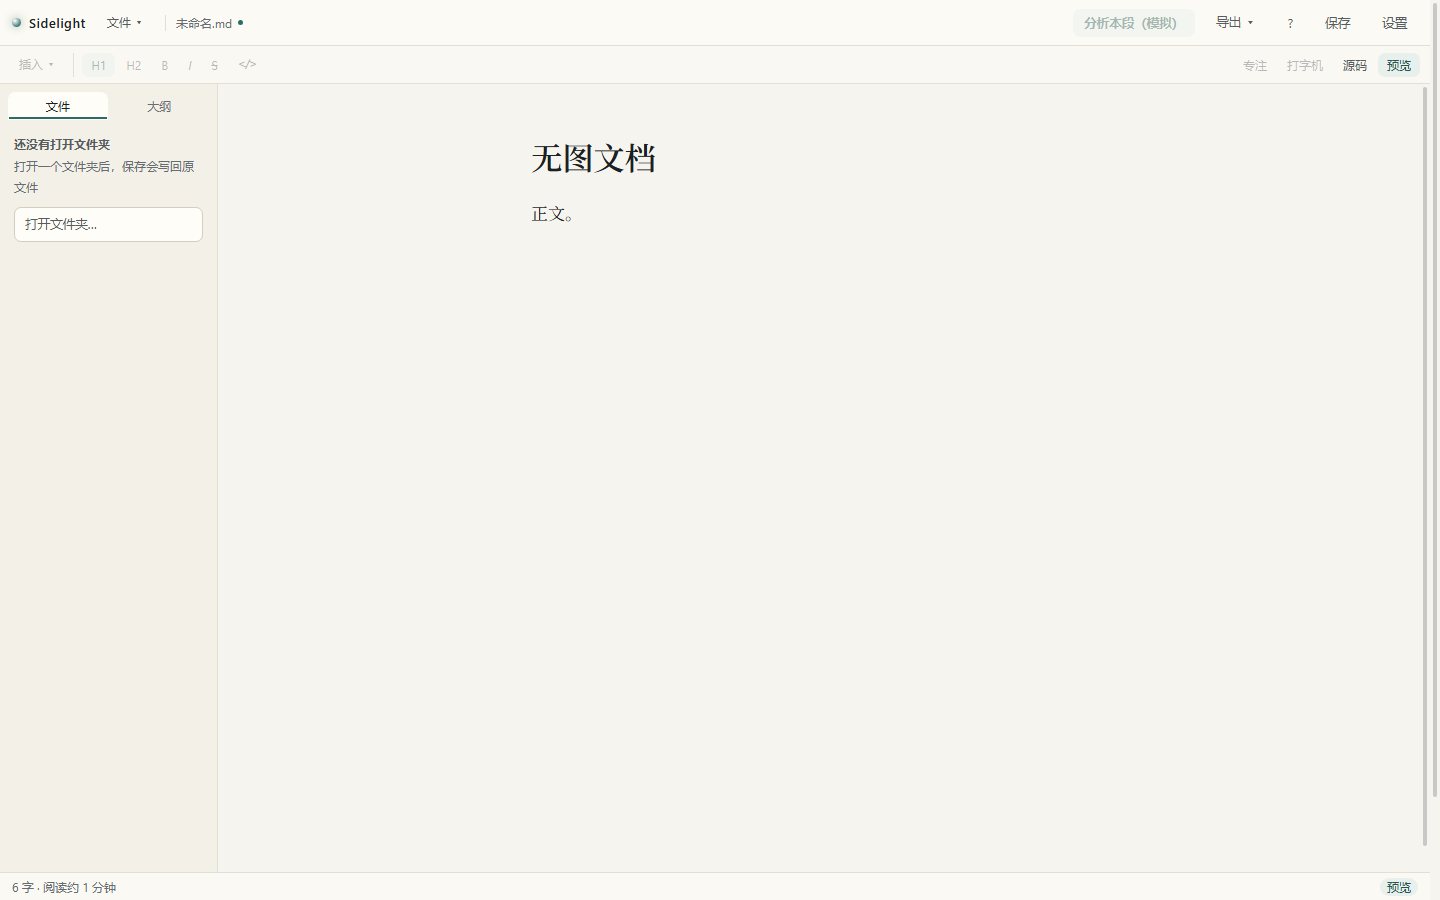 Sidelight 文件 未命名.md 分析本段（模拟） 导出 ? 保存 设置
插入 H1 H2 B I S </> 专注 打字机 源码 预览
文件 大纲
还没有打开文件夹
打开一个文件夹后，保存会写回原
文件
打开文件夹...
无图文档
正文。
6 字 · 阅读约 1 分钟 预览